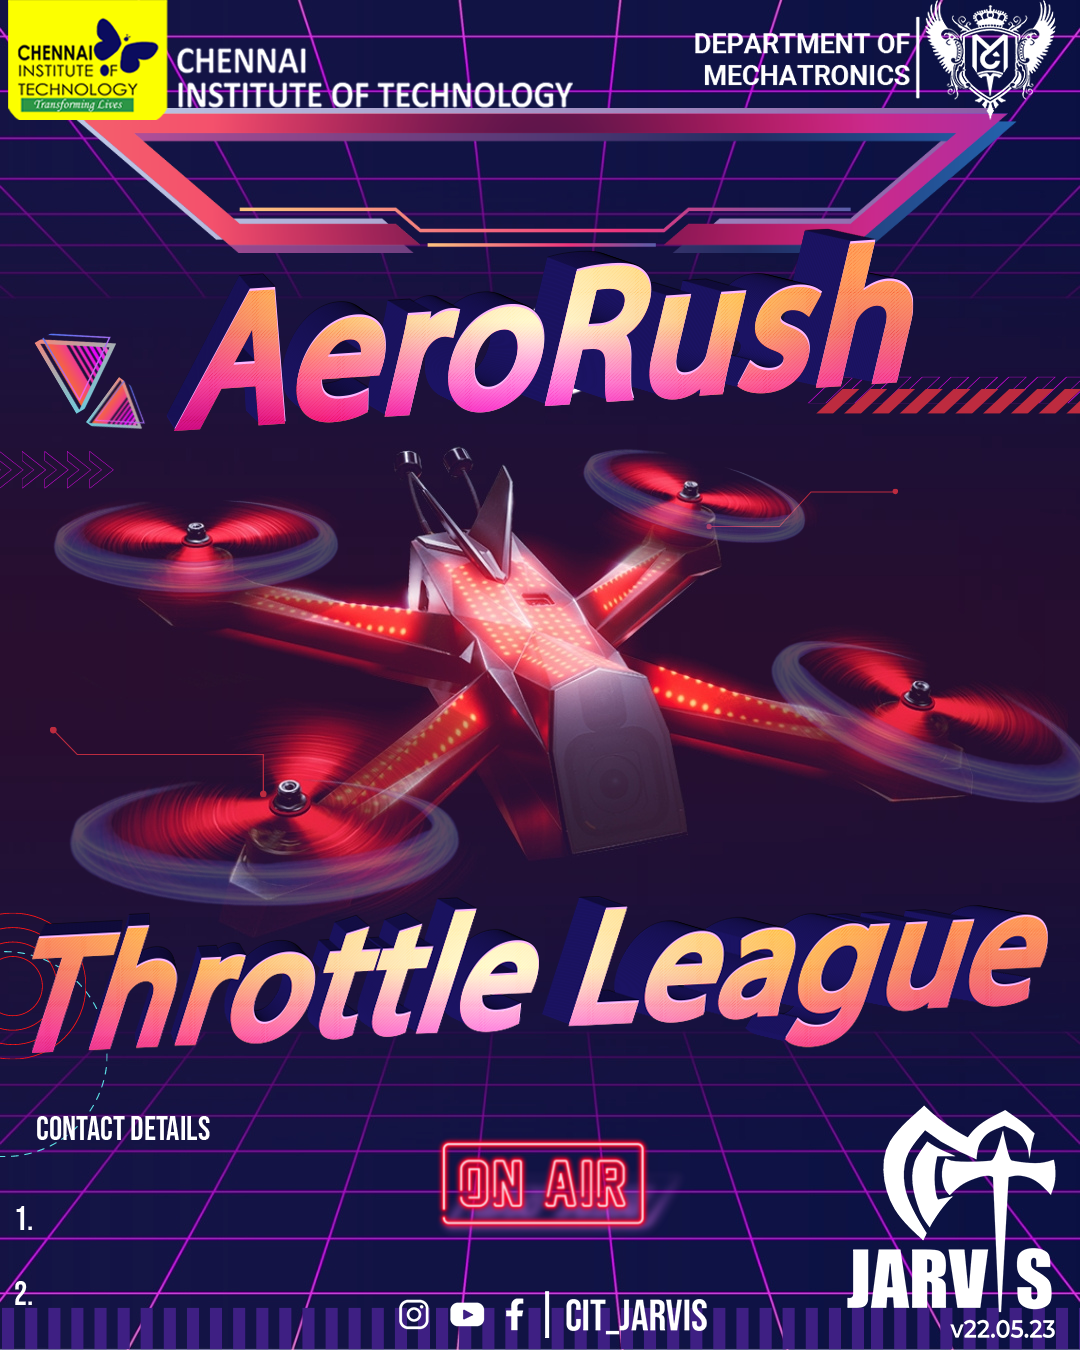 CHENNAI
INSTITUTE OF
TECHNOLOGY
Transforming Lives
CHENNAI
INSTITUTE OF TECHNOLOGY
DEPARTMENT OF
MECHATRONICS
MC
AeroRush
Throttle League
CONTACT DETAILS
ON AIR
1.
2.
CIT_JARVIS
JARVIS
v22.05.23